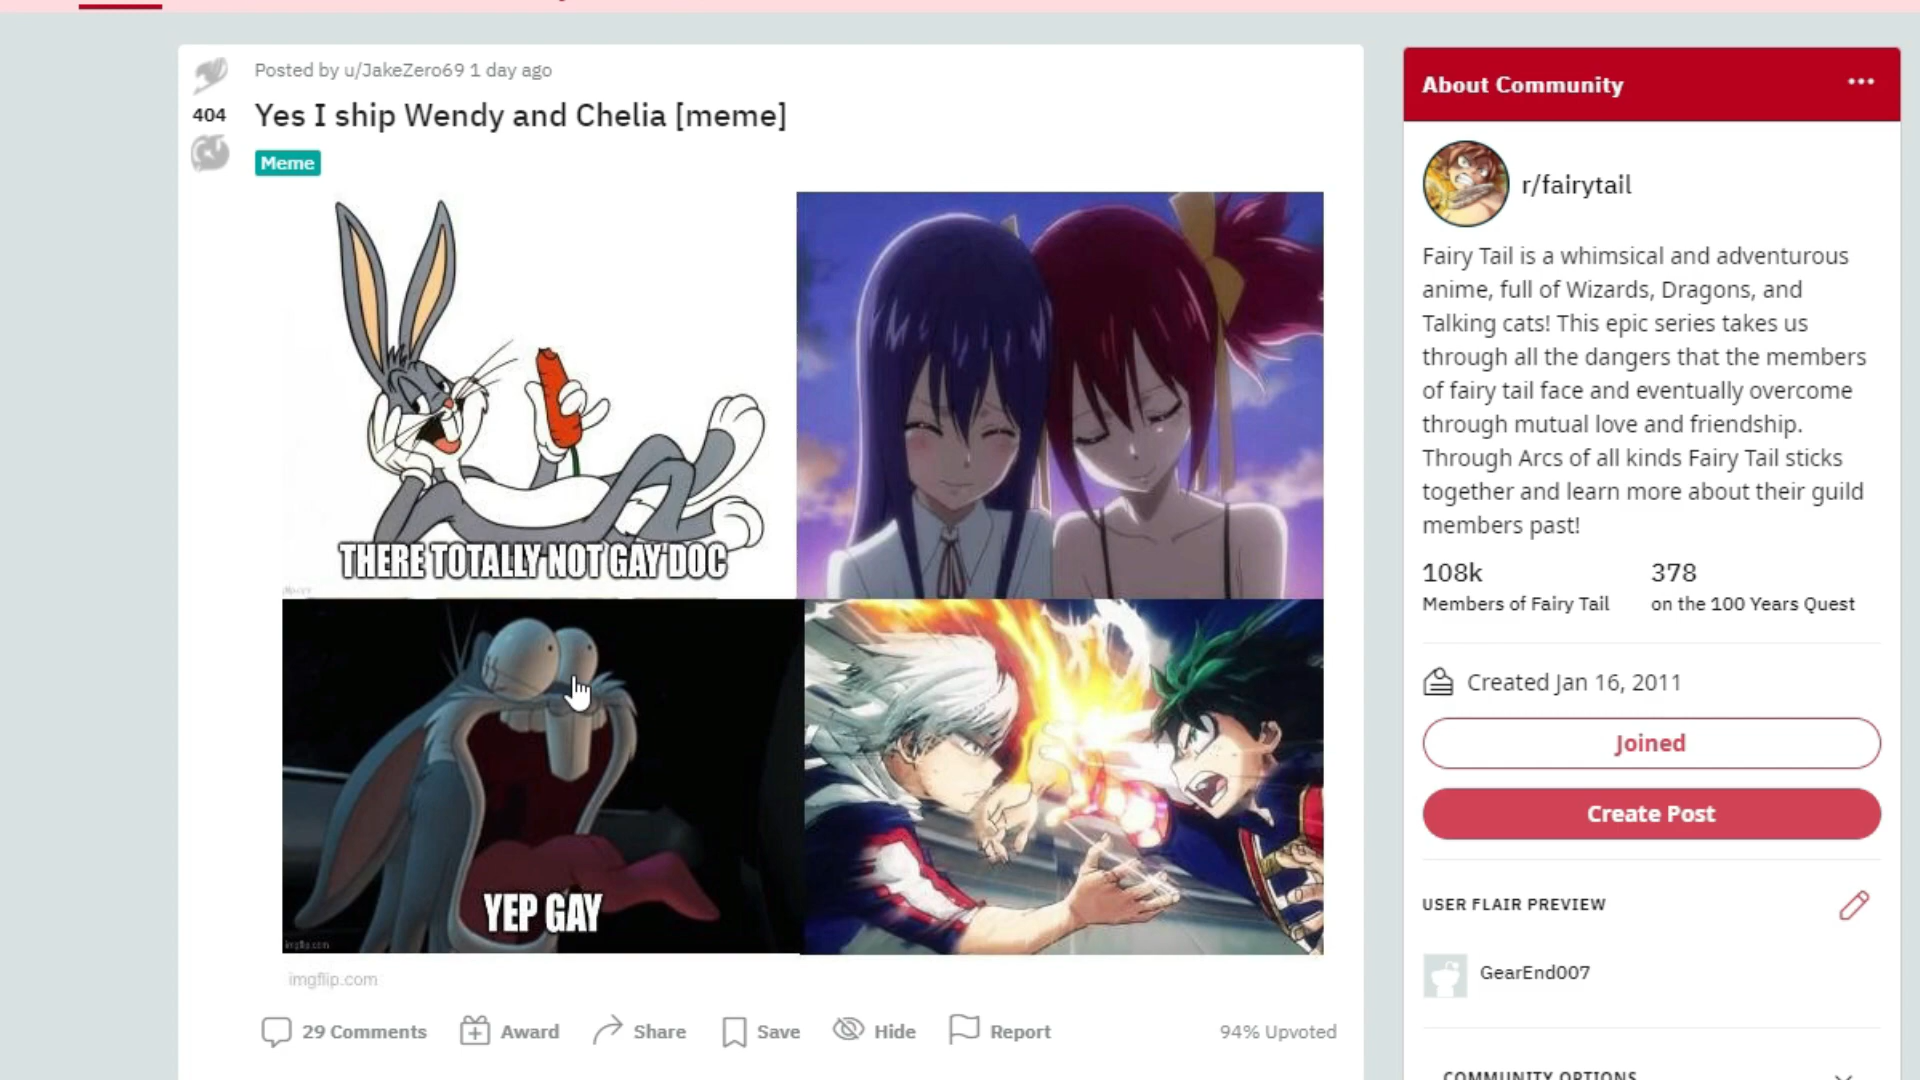 Posted by u/JakeZero69 1 day ago
404
Yes I ship Wendy and Chelia [meme]
Meme
THERE TOTALLY NOT GAY DOC
YEP GAY
imgflip.com
imgflip.com
29 Comments
Award
Share
Save
Hide
Report
94% Upvoted
About Community
r/fairytail
Fairy Tail is a whimsical and adventurous
anime, full of Wizards, Dragons, and
Talking cats! This epic series takes us
through all the dangers that the members
of fairy tail face and eventually overcome
through mutual love and friendship.
Through Arcs of all kinds Fairy Tail sticks
together and learn more about their guild
members past!
108k
378
Members of Fairy Tail
on the 100 Years Quest
Created Jan 16, 2011
Joined
Create Post
USER FLAIR PREVIEW
GearEnd007
COMMUNITY OPTIONS